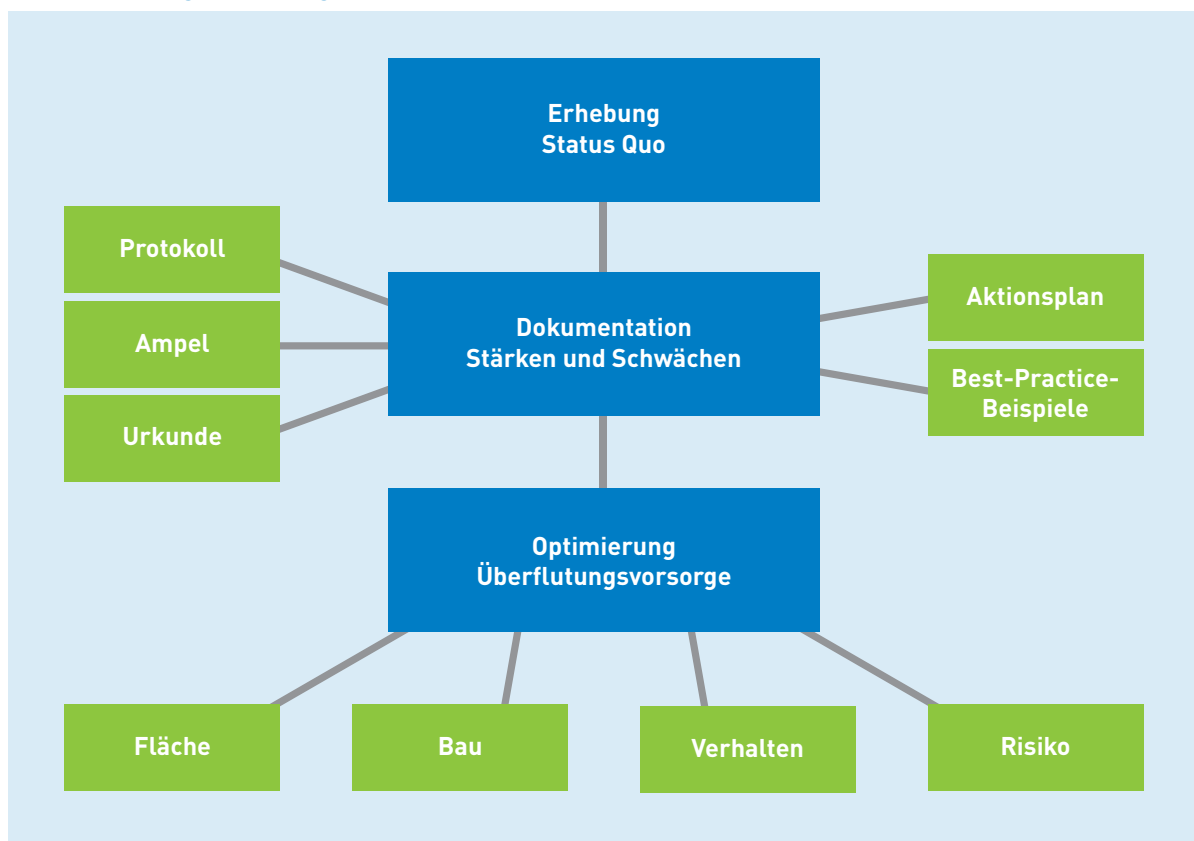 Erhebung
Status Quo
Protokoll
Ampel
Urkunde
Dokumentation
Stärken und Schwächen
Aktionsplan
Best-Practice-
Beispiele
Optimierung
Überflutungsvorsorge
Fläche
Bau
Verhalten
Risiko